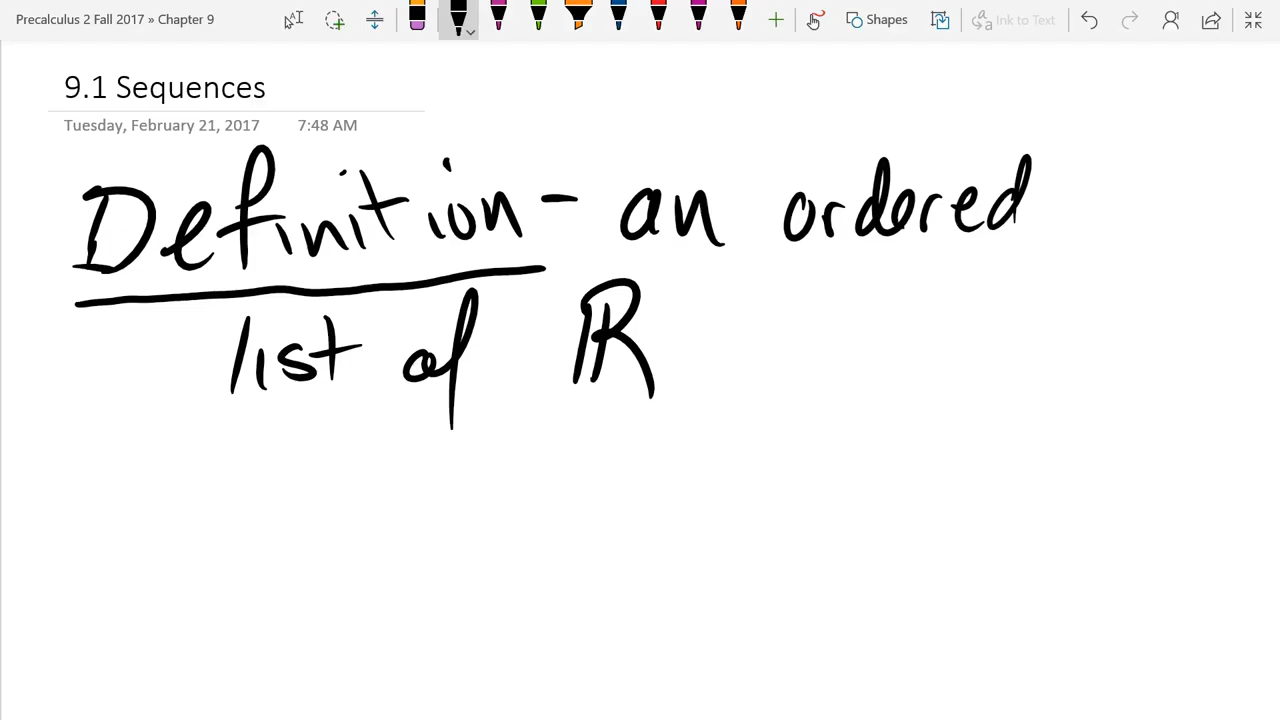 Precalculus 2 Fall 2017 » Chapter 9
Shapes
Ink to Text
9.1 Sequences
Tuesday, February 21, 2017 7:48 AM
Definition - an ordered
list of ℝ